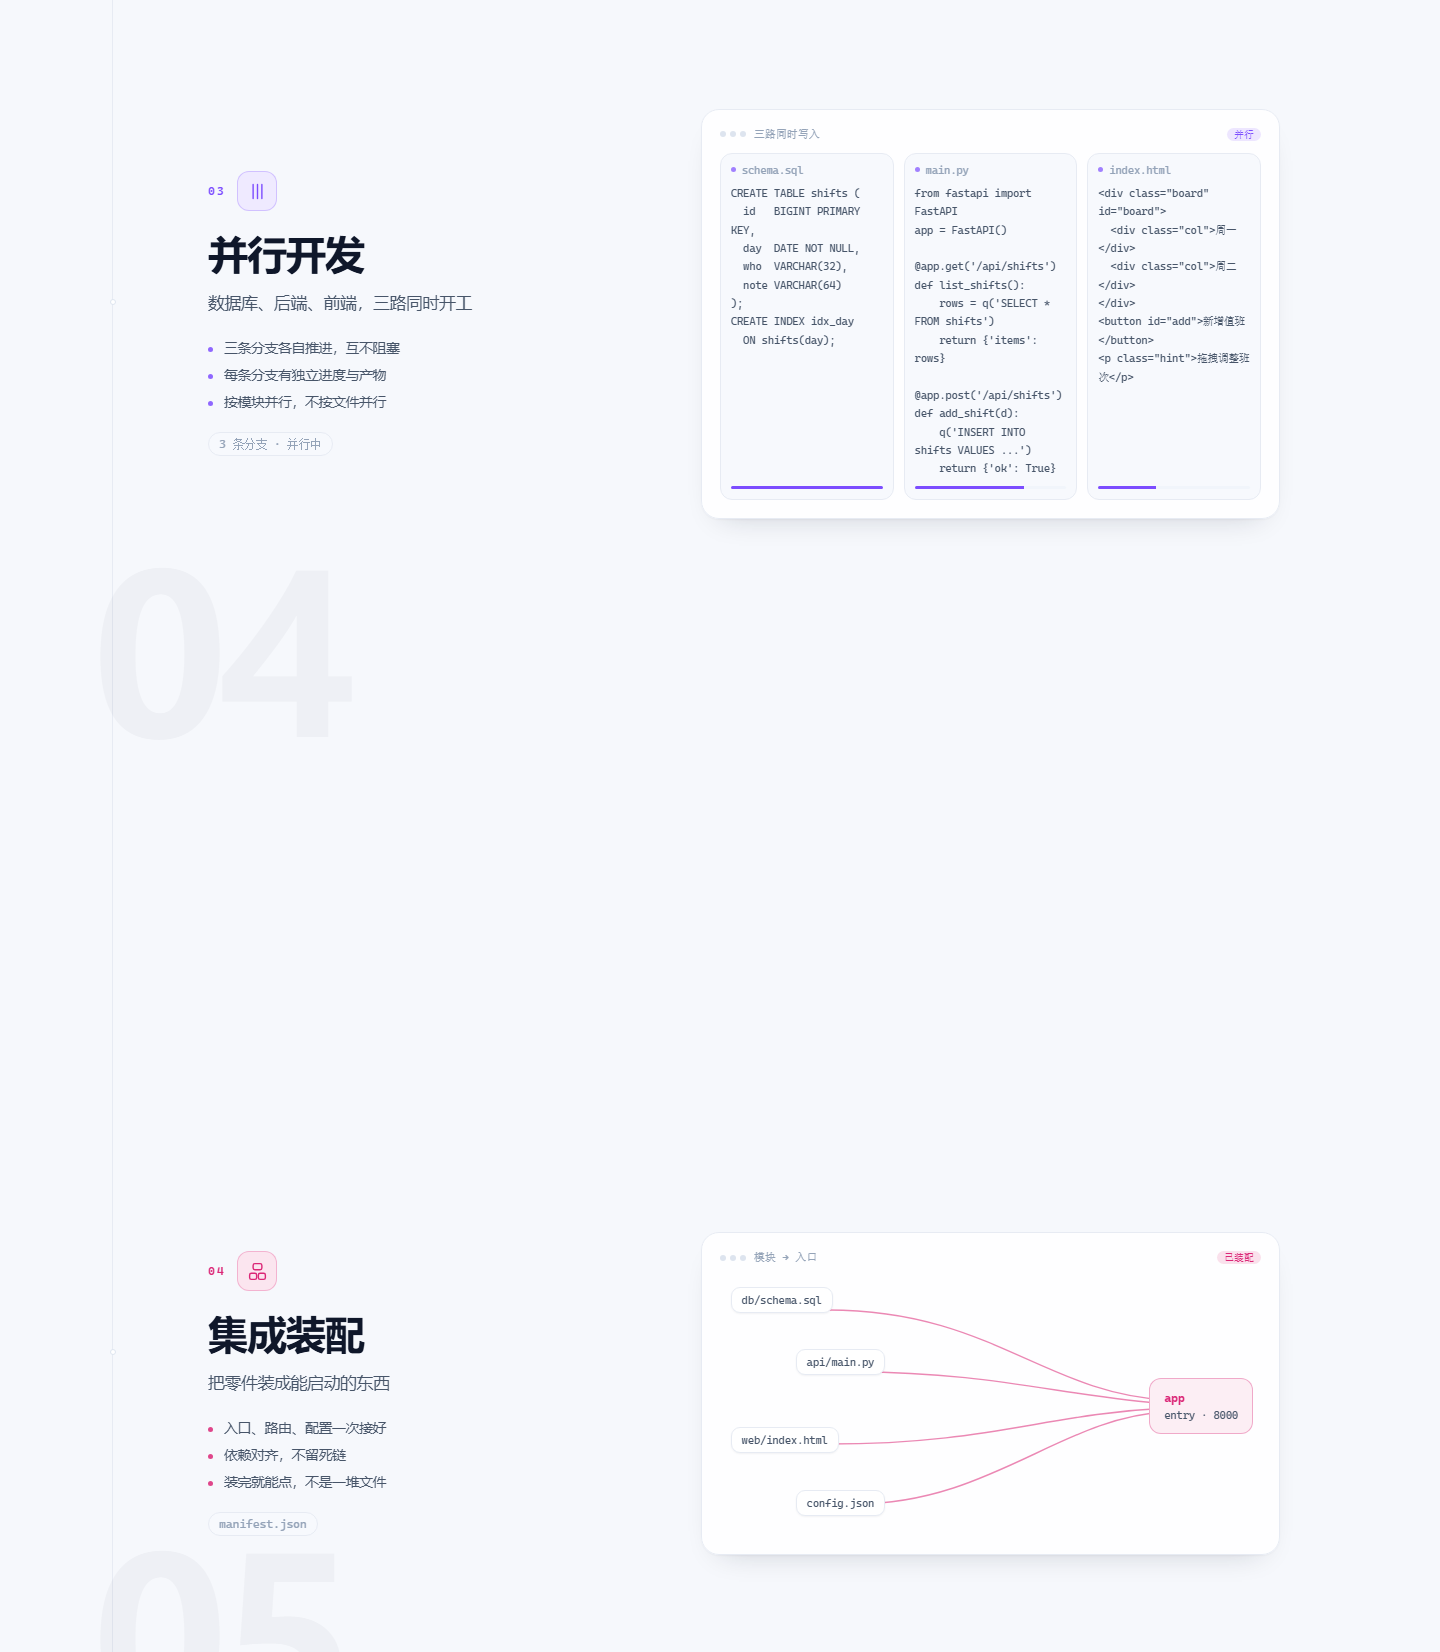 03
并行开发
数据库、后端、前端，三路同时开工
三条分支各自推进，互不阻塞
每条分支有独立进度与产物
按模块并行，不按文件并行
3 条分支 · 并行中
三路同时写入
并行
schema.sql
CREATE TABLE shifts (
  id   BIGINT PRIMARY
KEY,
  day  DATE NOT NULL,
  who  VARCHAR(32),
  note VARCHAR(64)
);
CREATE INDEX idx_day
  ON shifts(day);
main.py
from fastapi import
FastAPI
app = FastAPI()
@app.get('/api/shifts')
def list_shifts():
    rows = q('SELECT *
FROM shifts')
    return {'items':
rows}
@app.post('/api/shifts')
def add_shift(d):
    q('INSERT INTO
shifts VALUES ...')
    return {'ok': True}
index.html
<div class="board"
id="board">
  <div class="col">周一
</div>
  <div class="col">周二
</div>
</div>
<button id="add">新增值班
</button>
<p class="hint">拖拽调整班
次</p>
04
04
集成装配
把零件装成能启动的东西
入口、路由、配置一次接好
依赖对齐，不留死链
装完就能点，不是一堆文件
manifest.json
模块 → 入口
已装配
db/schema.sql
api/main.py
web/index.html
config.json
app
entry · 8000
05